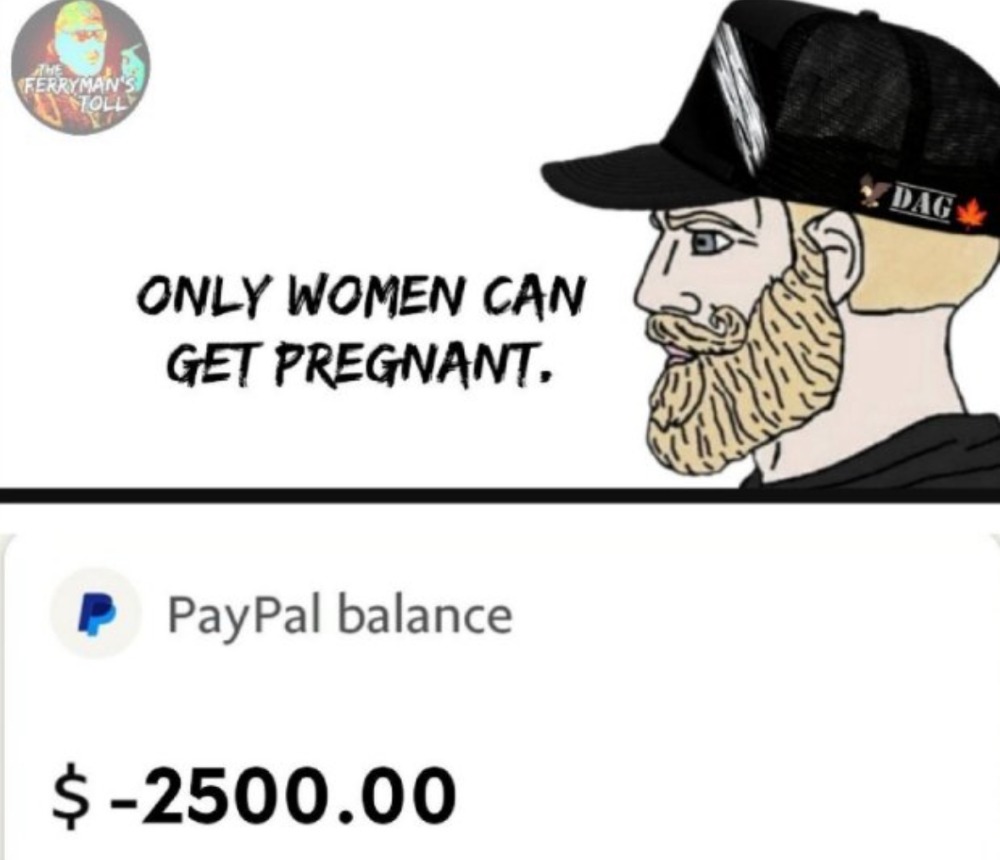 THE
FERRYMAN'S
TOLL
DAG
ONLY WOMEN CAN
GET PREGNANT.
PayPal balance
$ -2500.00